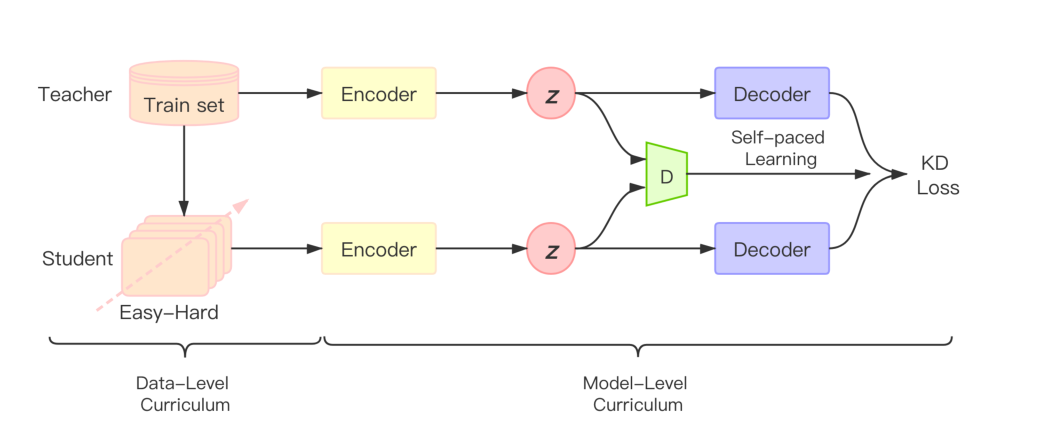 Teacher
Train set
Encoder
z
Decoder
Self-paced
Learning
D
KD
Loss
Student
Encoder
z
Decoder
Easy-Hard
Data-Level
Curriculum
Model-Level
Curriculum